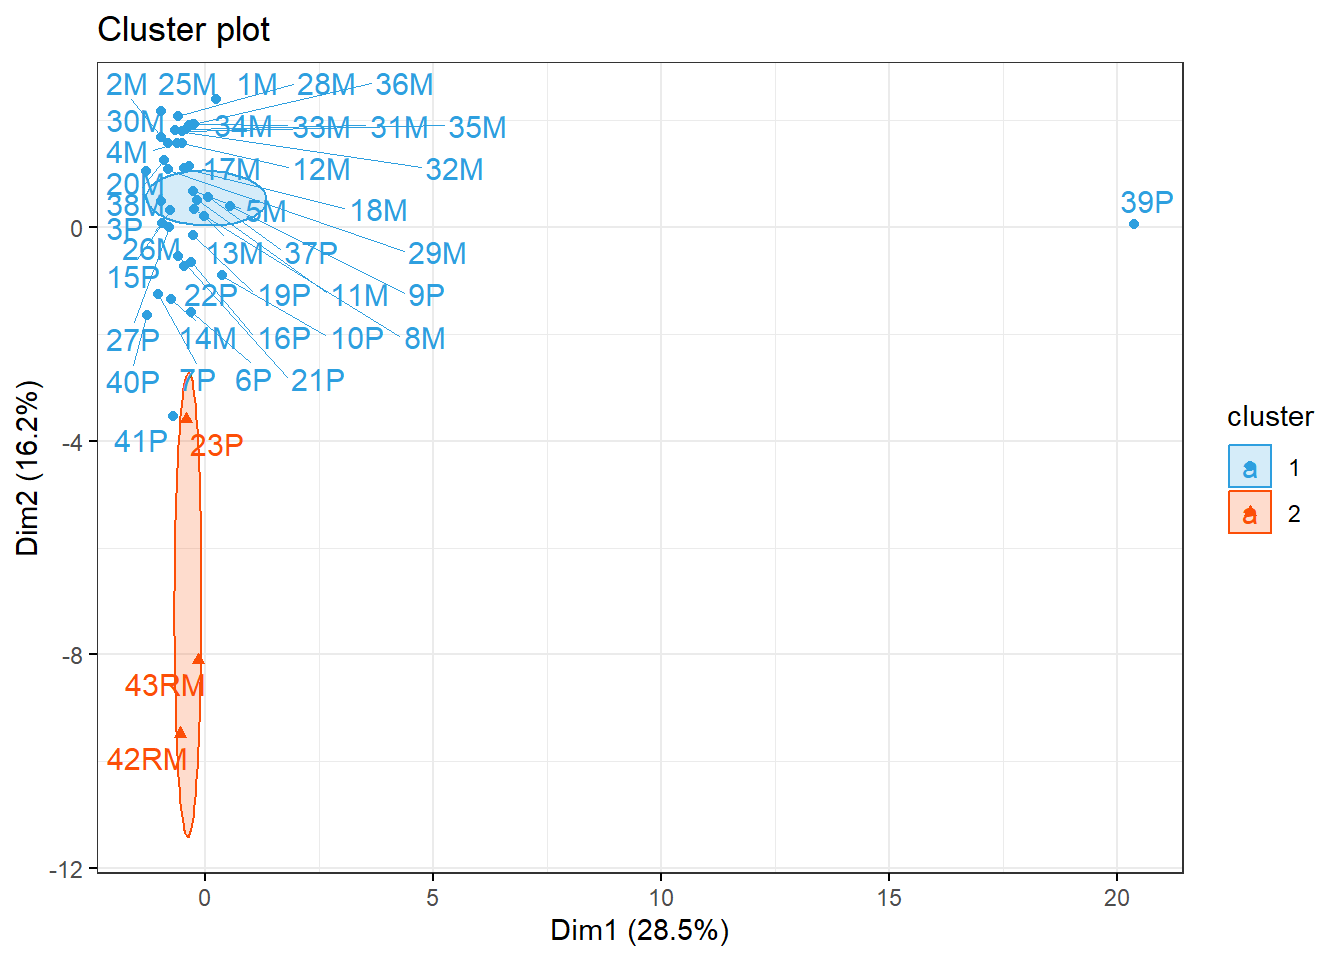 Cluster plot
2M 25M 1M 28M 36M
30M 34M 33M 31M 35M
4M 17M 12M 32M
20M
38M 5M 18M
39P
3P
26M 13M 37P 29M
15P
22P 19P 11M 9P
27P 14M 16P 10P 8M
40P 7P 6P 21P
41P 23P
43RM
42RM
0
-4
-8
-12
0 5 10 15 20
Dim1 (28.5%)
Dim2 (16.2%)
cluster
a 1
a 2